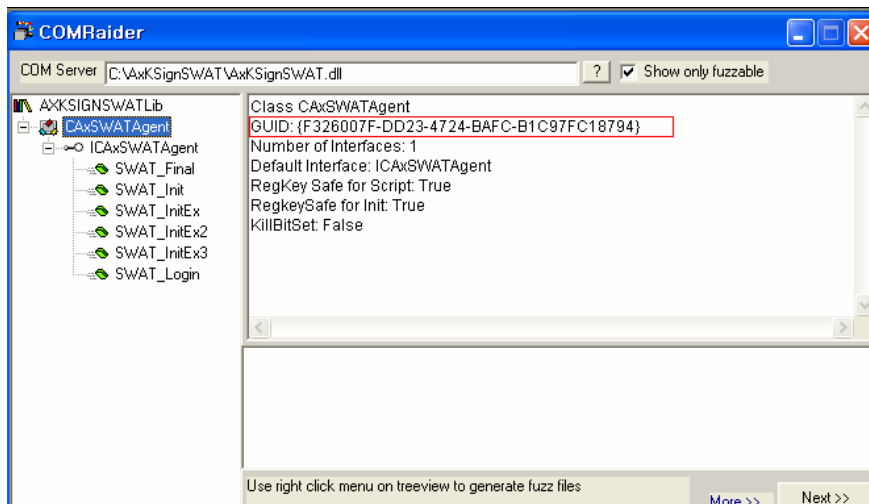 COMRaider
COM Server C:\AxKSignSWAT\AxKSignSWAT.dll ? Show only fuzzable
AXKSIGNSWATLib
CAxSWATAgent
ICAxSWATAgent
SWAT_Final
SWAT_Init
SWAT_InitEx
SWAT_InitEx2
SWAT_InitEx3
SWAT_Login
Class CAxSWATAgent
GUID: {F326007F-DD23-4724-BAFC-B1C97FC18794}
Number of Interfaces: 1
Default Interface: ICAxSWATAgent
RegKey Safe for Script: True
RegkeySafe for Init: True
KillBitSet: False
Use right click menu on treeview to generate fuzz files
More >> Next >>